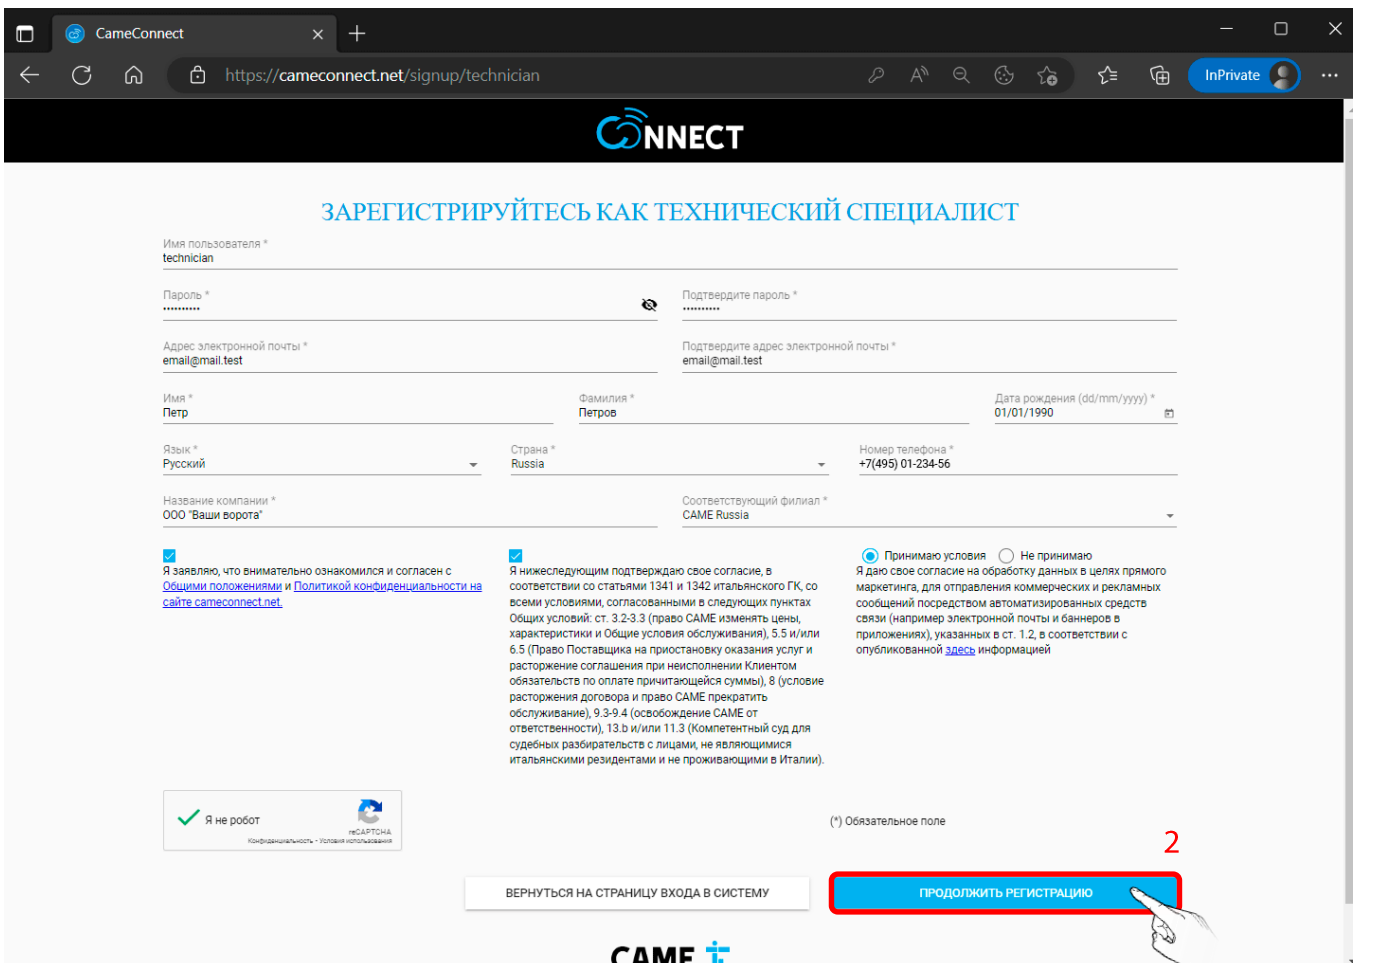 CameConnect
https://cameconnect.net/signup/technician
InPrivate
CONNECT
ЗАРЕГИСТРИРУЙТЕСЬ КАК ТЕХНИЧЕСКИЙ СПЕЦИАЛИСТ
Имя пользователя *
technician
Пароль *
••••••••••
Подтвердите пароль *
••••••••••
Адрес электронной почты *
email@mail.test
Подтвердите адрес электронной почты *
email@mail.test
Имя *
Петр
Фамилия *
Петров
Дата рождения (dd/mm/yyyy) *
01/01/1990
Язык *
Русский
Страна *
Russia
Номер телефона *
+7(495) 01-234-56
Название компании *
ООО "Ваши ворота"
Соответствующий филиал *
CAME Russia
Я заявляю, что внимательно ознакомился и согласен с
Общими положениями и Политикой конфиденциальности на
сайте cameconnect.net.
Я нижеследующим подтверждаю свое согласие, в
соответствии со статьями 1341 и 1342 итальянского ГК, со
всеми условиями, согласованными в следующих пунктах
Общих условий: ст. 3.2-3.3 (право CAME изменять цены,
характеристики и Общие условия обслуживания), 5.5 и/или
6.5 (Право Поставщика на приостановку оказания услуг и
расторжение соглашения при неисполнении Клиентом
обязательств по оплате причитающейся суммы), 8 (условие
расторжения договора и право CAME прекратить
обслуживание), 9.3-9.4 (освобождение CAME от
ответственности), 13.b и/или 11.3 (Компетентный суд для
судебных разбирательств с лицами, не являющимися
итальянскими резидентами и не проживающими в Италии).
Принимаю условия
Не принимаю
Я даю свое согласие на обработку данных в целях прямого
маркетинга, для отправления коммерческих и рекламных
сообщений посредством автоматизированных средств
связи (например электронной почты и баннеров в
приложениях), указанных в ст. 1.2, в соответствии с
опубликованной здесь информацией
Я не робот
reCAPTCHA
Конфиденциальность - Условия использования
(*) Обязательное поле
2
ВЕРНУТЬСЯ НА СТРАНИЦУ ВХОДА В СИСТЕМУ
ПРОДОЛЖИТЬ РЕГИСТРАЦИЮ
CAME